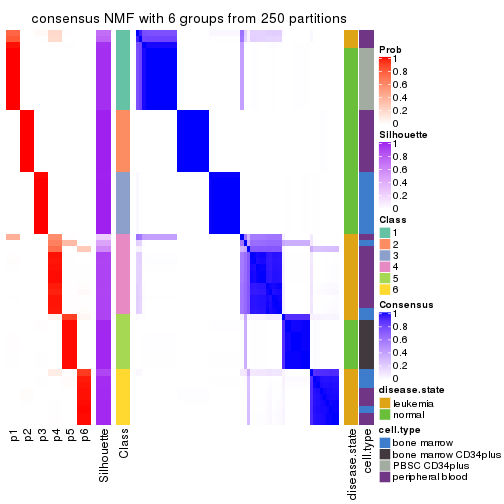 consensus NMF with 6 groups from 250 partitions
Prob
1
0.8
0.6
0.4
0.2
0
Silhouette
1
0.8
0.6
0.4
0.2
0
Class
1
2
3
4
5
6
Consensus
1
0.8
0.6
0.4
0.2
0
disease.state
leukemia
normal
cell.type
bone marrow
bone marrow CD34plus
PBSC CD34plus
peripheral blood
p1
p2
p3
p4
p5
p6
Silhouette
Class
disease.state
cell.type